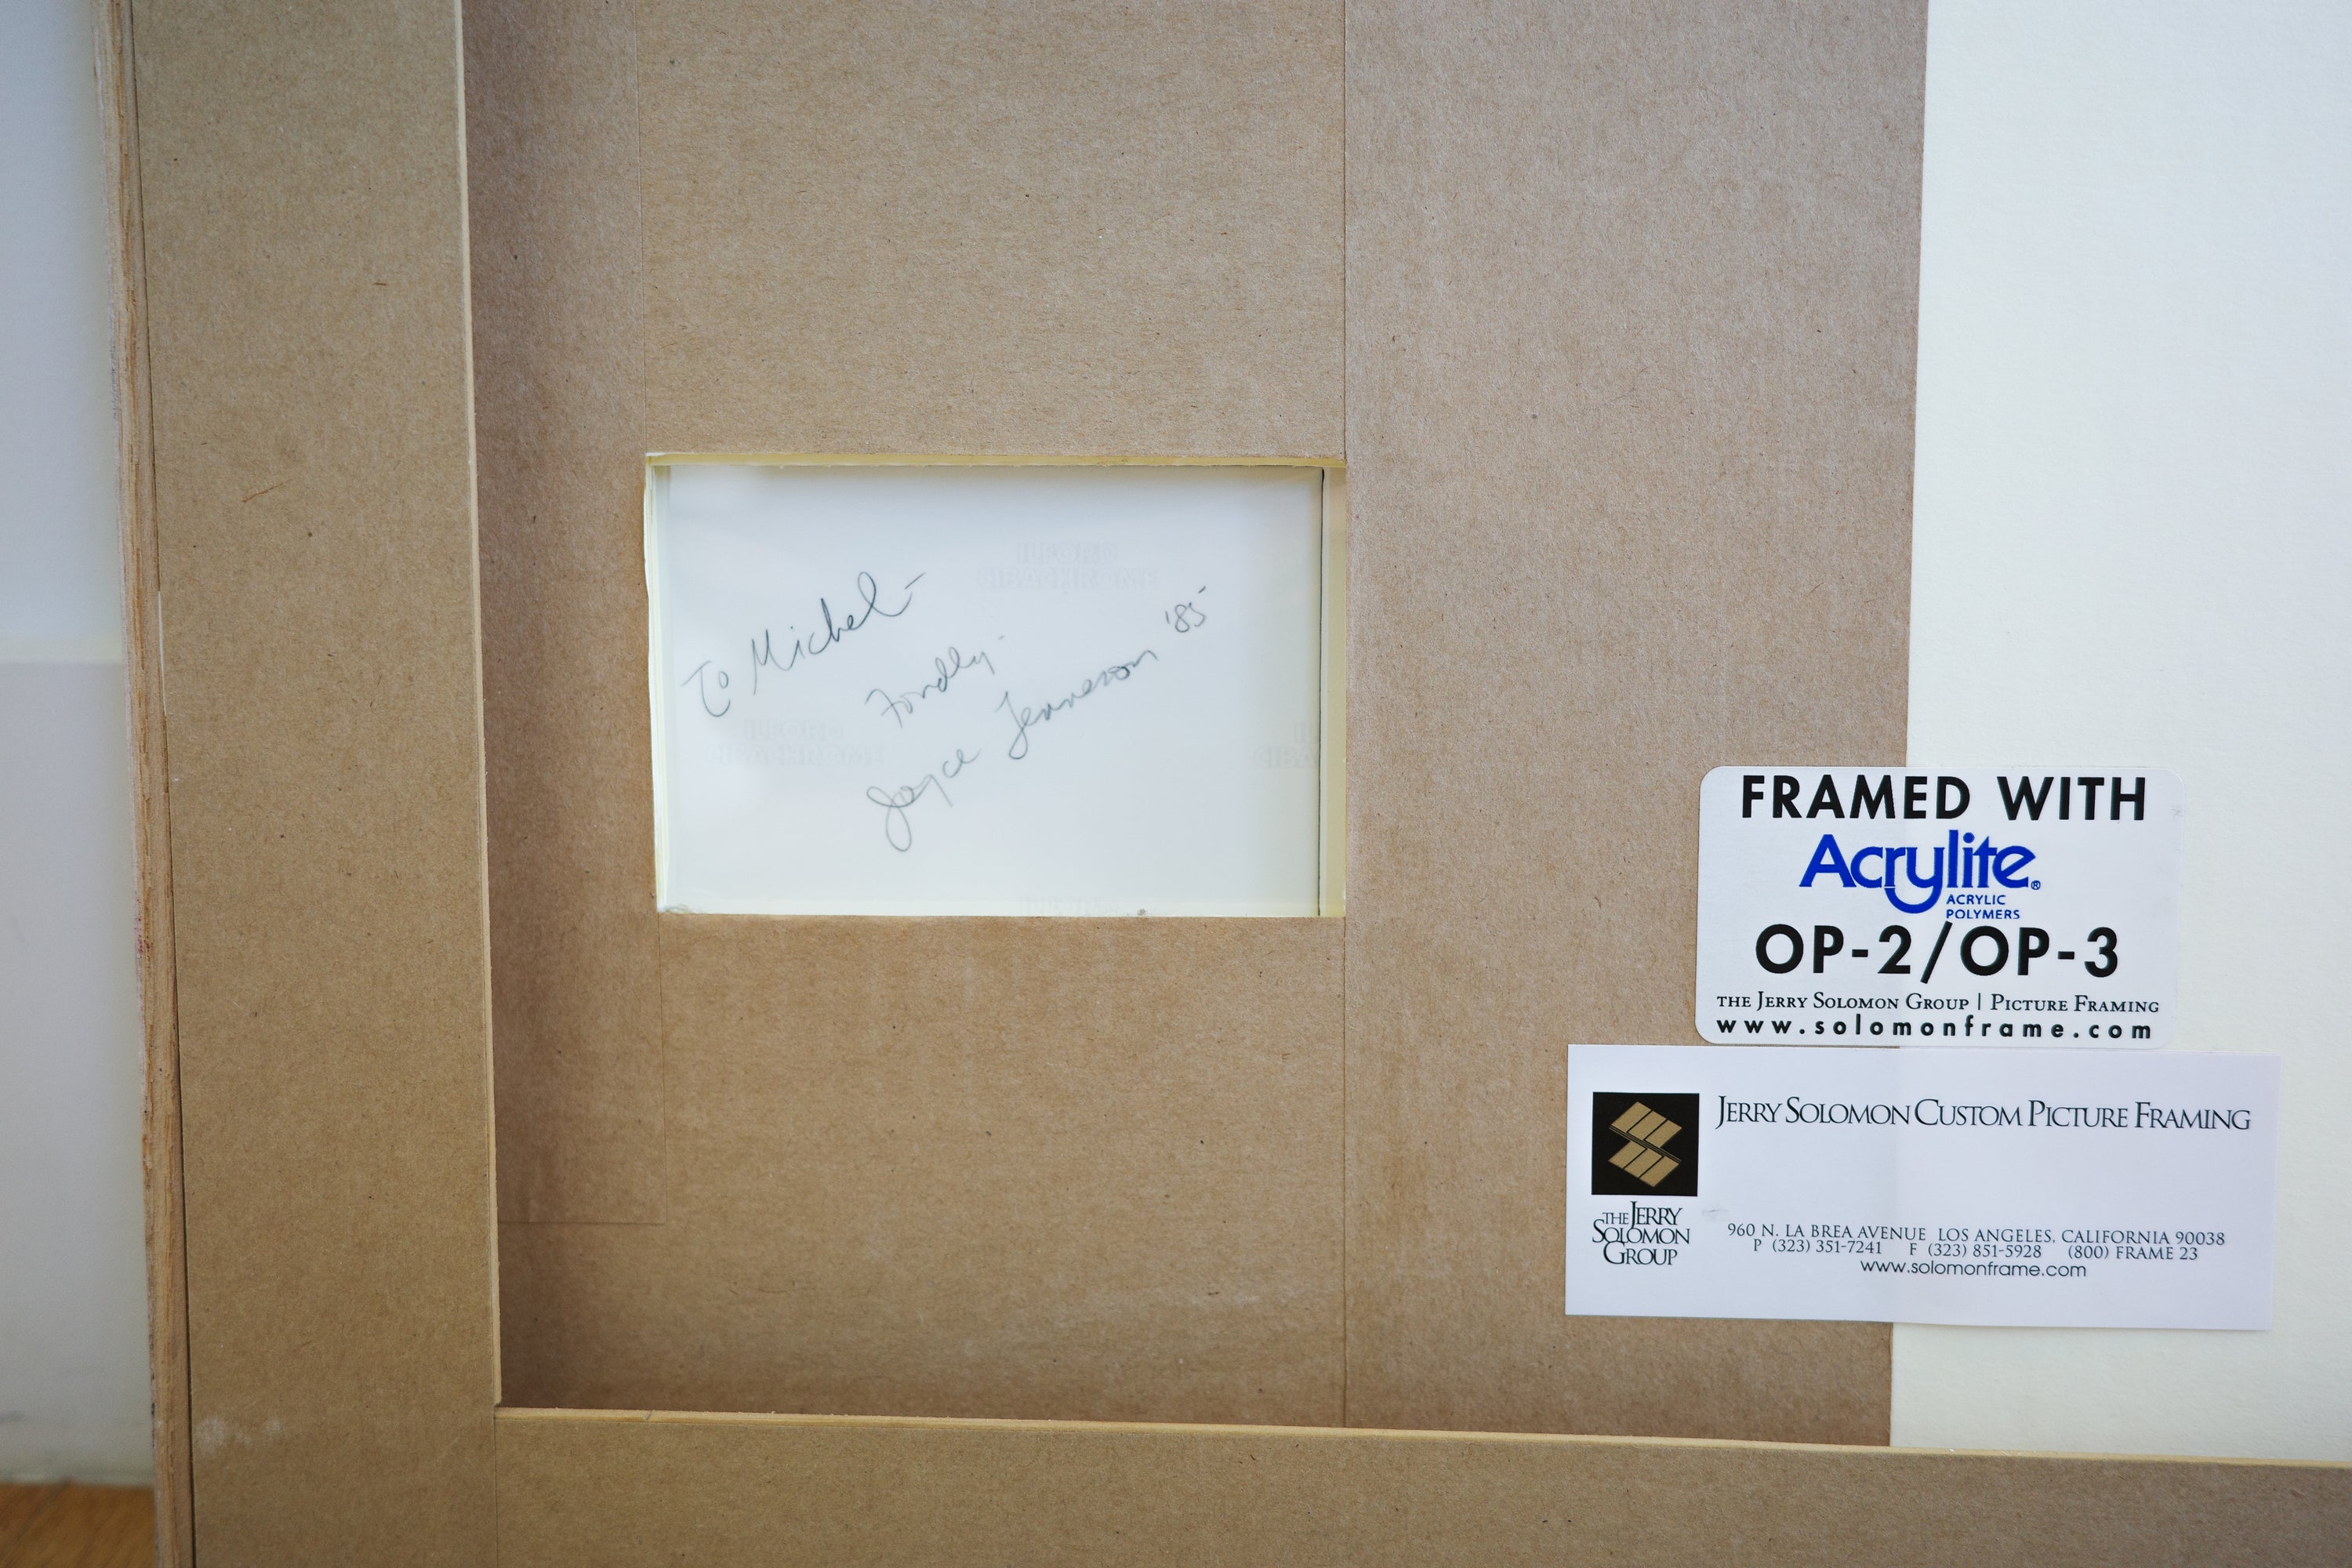 To Michel -
Fondly -
Joyce Tenneson '85
FRAMED WITH
Acrylite®
ACRYLIC
POLYMERS
OP-2/OP-3
THE JERRY SOLOMON GROUP | PICTURE FRAMING
www.solomonframe.com
JERRY SOLOMON CUSTOM PICTURE FRAMING
THE JERRY
SOLOMON
GROUP
960 N. LA BREA AVENUE LOS ANGELES, CALIFORNIA 90038
P (323) 351-7241 F (323) 851-5928 (800) FRAME 23
www.solomonframe.com